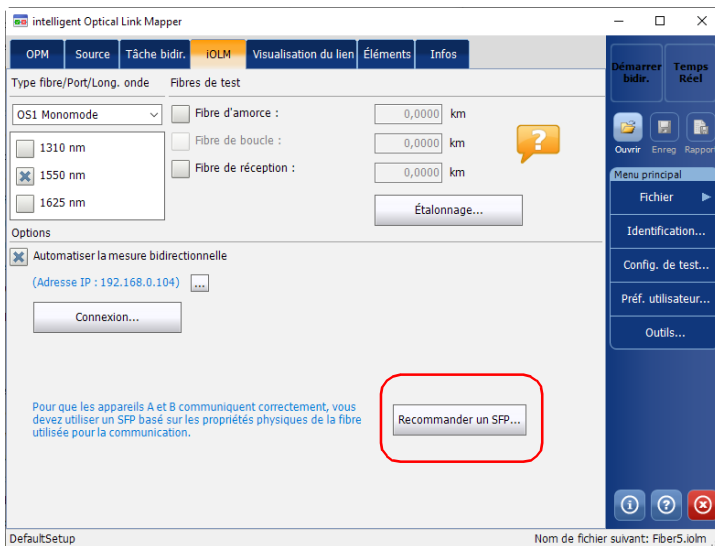 intelligent Optical Link Mapper
OPM
Source
Tâche bidir.
iOLM
Visualisation du lien
Éléments
Infos
Démarrer bidir.
Temps Réel
Type fibre/Port/Long. onde
Fibres de test
OS1 Monomode
1310 nm
1550 nm
1625 nm
Fibre d'amorce :
0,0000 km
Fibre de boucle :
0,0000 km
Fibre de réception :
0,0000 km
?
Étalonnage...
Ouvrir
Enreg
Rapport
Menu principal
Fichier
Identification...
Config. de test...
Préf. utilisateur...
Outils...
Options
Automatiser la mesure bidirectionnelle
(Adresse IP : 192.168.0.104)
...
Connexion...
Pour que les appareils A et B communiquent correctement, vous
devez utiliser un SFP basé sur les propriétés physiques de la fibre
utilisée pour la communication.
Recommander un SFP...
DefaultSetup
Nom de fichier suivant: Fiber5.iolm